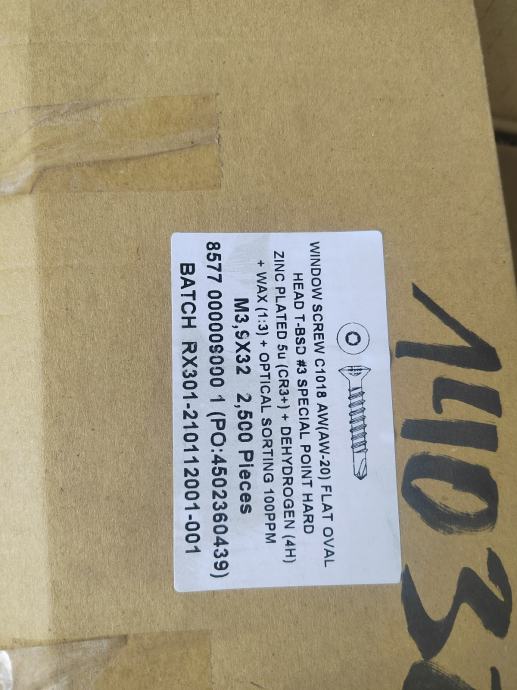 WINDOW SCREW C1018 AW(AW-20) FLAT OVAL
HEAD T-BSD #3 SPECIAL POINT HARD
ZINC PLATED 5u (CR3+) + DEHYDROGEN (4H)
+ WAX (1:3) + OPTICAL SORTING 100PPM
M3,9X32 2,500 Pieces
8577 000009000 1 (PO:4502360439)
BATCH RX301-210112001-001